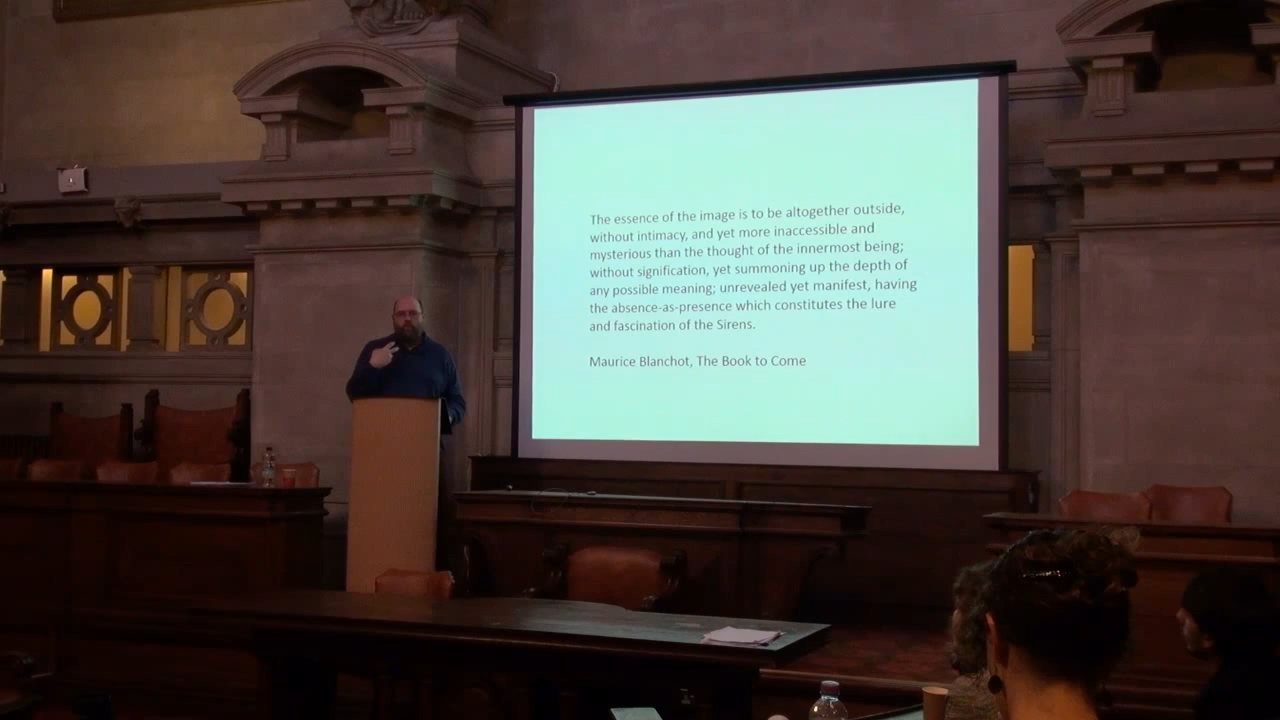 The essence of the image is to be altogether outside,
without intimacy, and yet more inaccessible and
mysterious than the thought of the innermost being;
without signification, yet summoning up the depth of
any possible meaning; unrevealed yet manifest, having
the absence-as-presence which constitutes the lure
and fascination of the Sirens.
Maurice Blanchot, The Book to Come